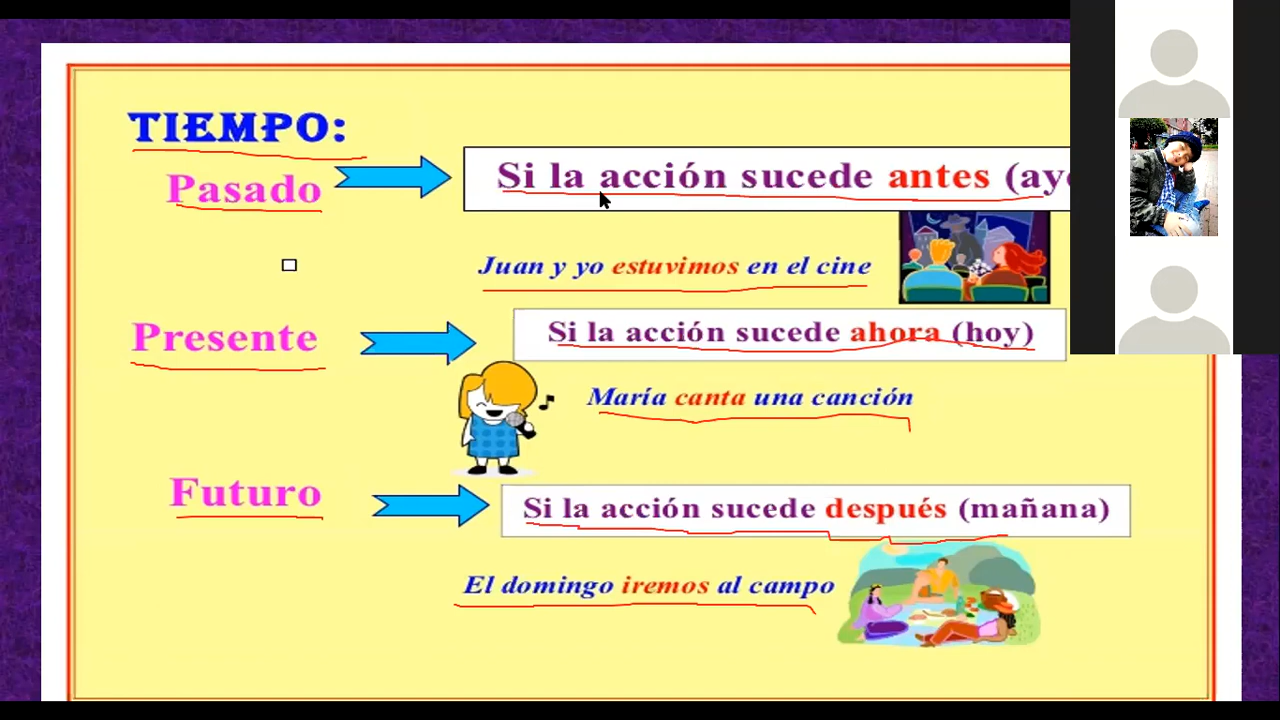 TIEMPO:
Pasado
Si la acción sucede antes (ay
Juan y yo estuvimos en el cine
Presente
Si la acción sucede ahora (hoy)
María canta una canción
Futuro
Si la acción sucede después (mañana)
El domingo iremos al campo